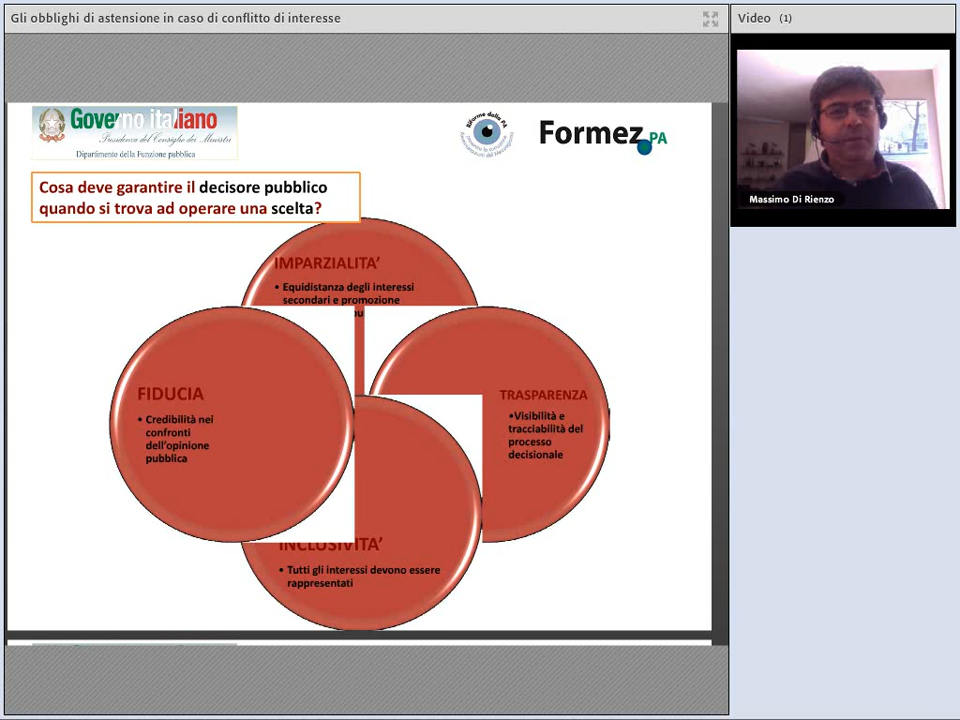 Gli obblighi di astensione in caso di conflitto di interesse
Video (1)
Massimo Di Rienzo
Governo italiano
Presidenza del Consiglio dei Ministri
Dipartimento della Funzione pubblica
Formez PA
Cosa deve garantire il decisore pubblico
quando si trova ad operare una scelta?
IMPARZIALITA’
• Equidistanza degli interessi
secondari e promozione
FIDUCIA
• Credibilità nei
confronti
dell’opinione
pubblica
TRASPARENZA
•Visibilità e
tracciabilità del
processo
decisionale
INCLUSIVITA’
• Tutti gli interessi devono essere
rappresentati